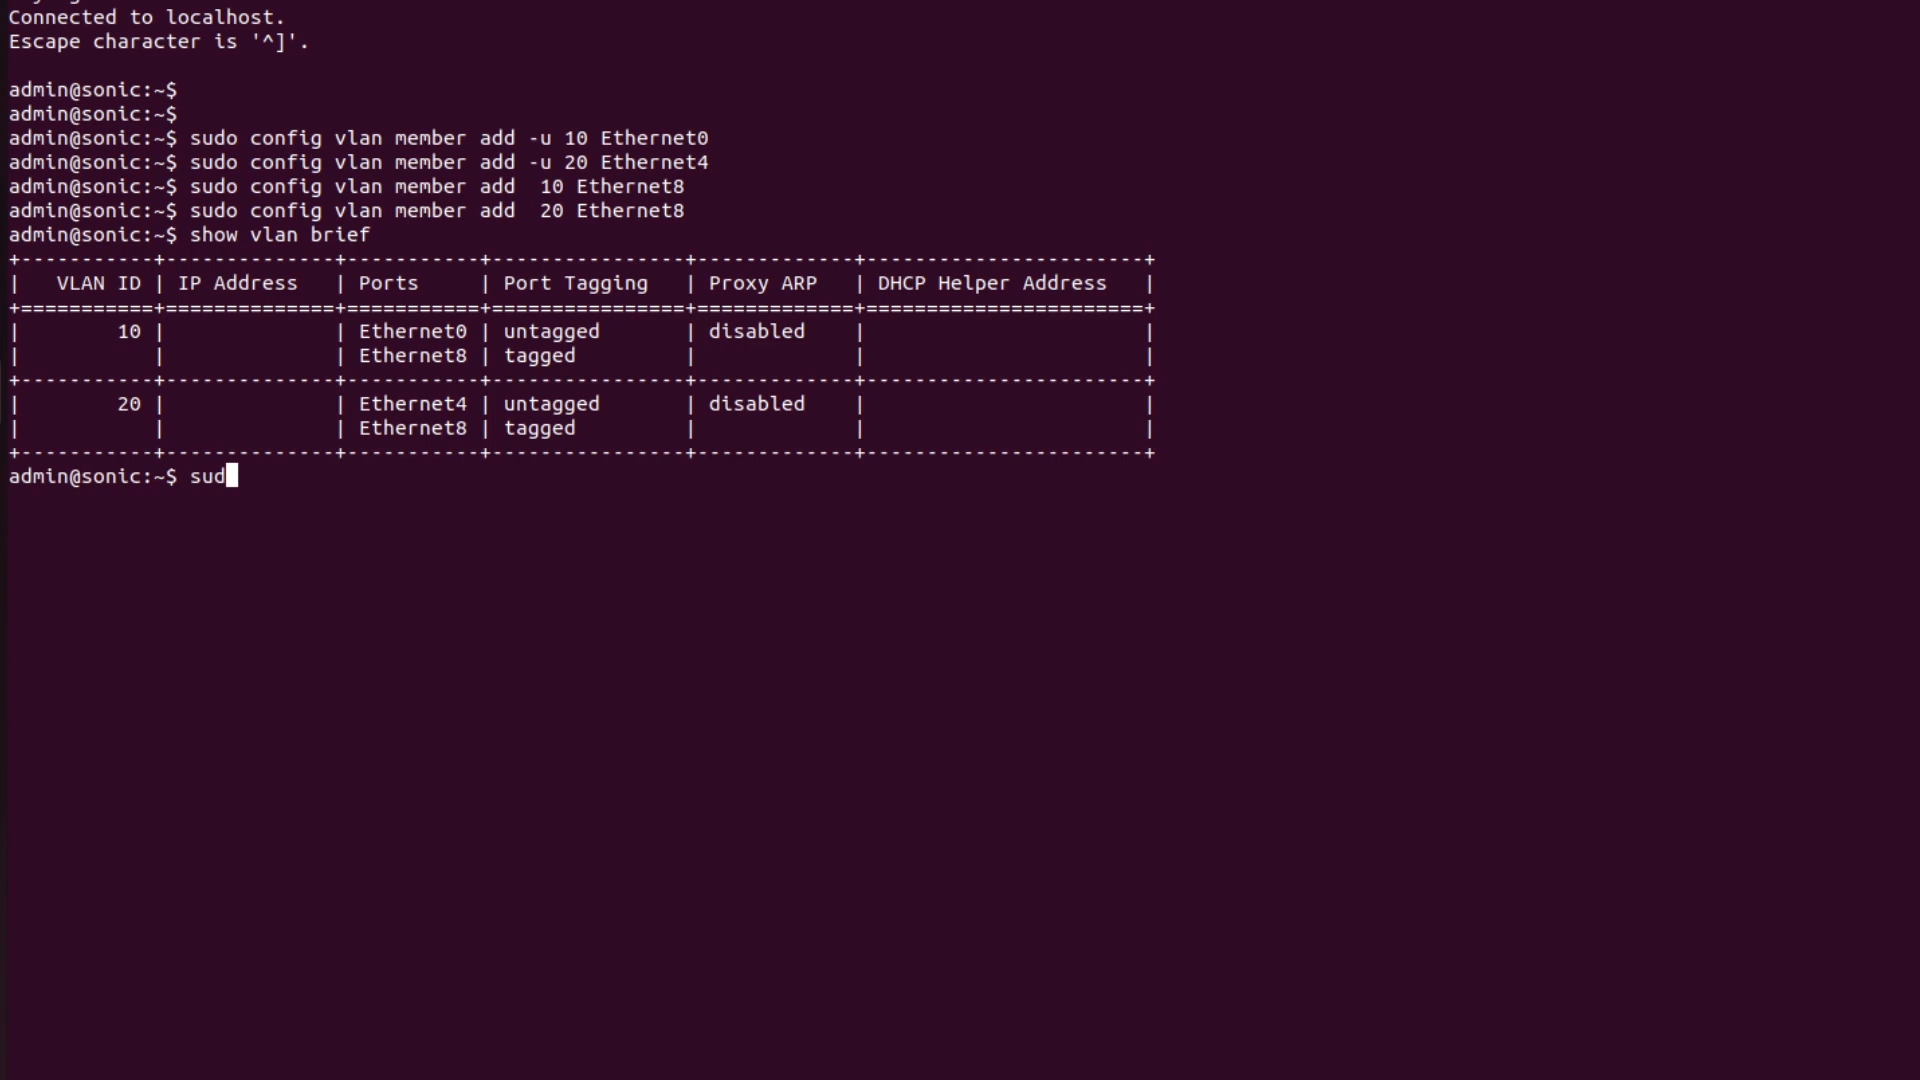 Connected to localhost.
Escape character is '^]'.
admin@sonic:~$
admin@sonic:~$
admin@sonic:~$ sudo config vlan member add -u 10 Ethernet0
admin@sonic:~$ sudo config vlan member add -u 20 Ethernet4
admin@sonic:~$ sudo config vlan member add  10 Ethernet8
admin@sonic:~$ sudo config vlan member add  20 Ethernet8
admin@sonic:~$ show vlan brief
+-----------+--------------+-----------+----------------+-------------+-----------------------+
|   VLAN ID | IP Address   | Ports     | Port Tagging   | Proxy ARP   | DHCP Helper Address   |
+===========+==============+===========+================+=============+=======================+
|        10 |              | Ethernet0 | untagged       | disabled    |                       |
|           |              | Ethernet8 | tagged         |             |                       |
+-----------+--------------+-----------+----------------+-------------+-----------------------+
|        20 |              | Ethernet4 | untagged       | disabled    |                       |
|           |              | Ethernet8 | tagged         |             |                       |
+-----------+--------------+-----------+----------------+-------------+-----------------------+
admin@sonic:~$ sud